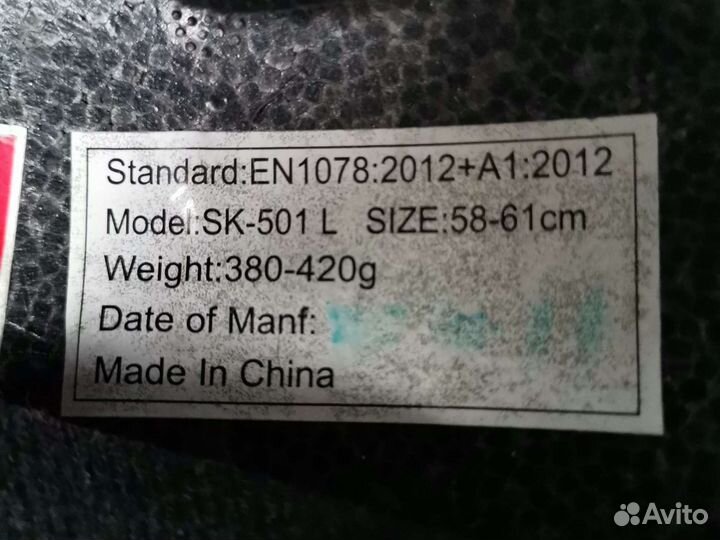 Standard:EN1078:2012+A1:2012
Model:SK-501 L SIZE:58-61cm
Weight:380-420g
Date of Manf:
Made In China
Avito